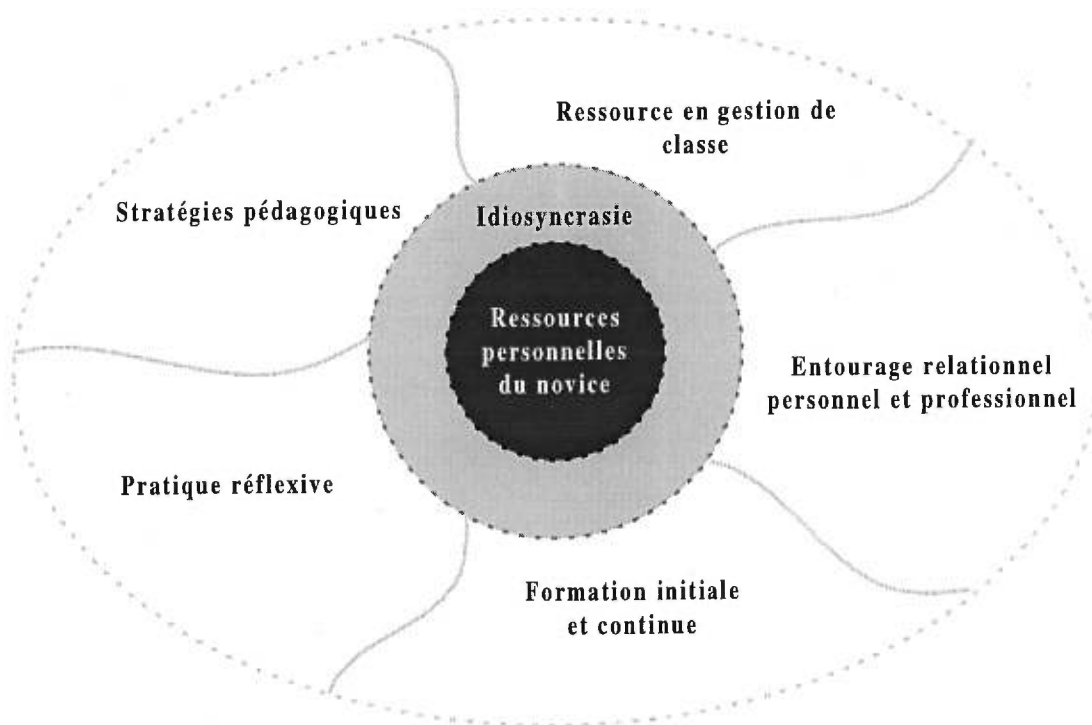 Ressource en gestion de
classe
Stratégies pédagogiques
Idiosyncrasie
Ressources
personnelles
du novice
Entourage relationnel
personnel et professionnel
Pratique réflexive
Formation initiale
et continue